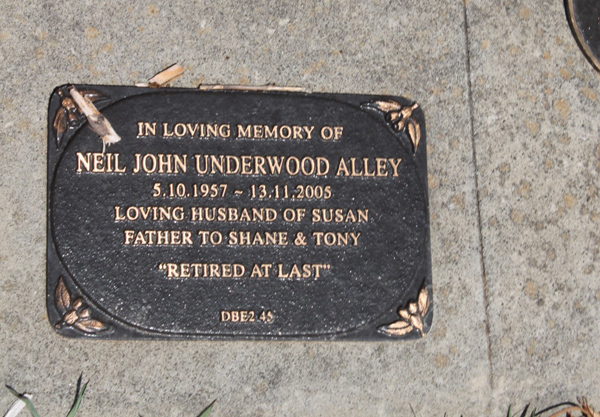 IN LOVING MEMORY OF
NEIL JOHN UNDERWOOD ALLEY
5.10.1957 ~ 13.11.2005
LOVING HUSBAND OF SUSAN
FATHER TO SHANE & TONY
"RETIRED AT LAST"
DBE2 45